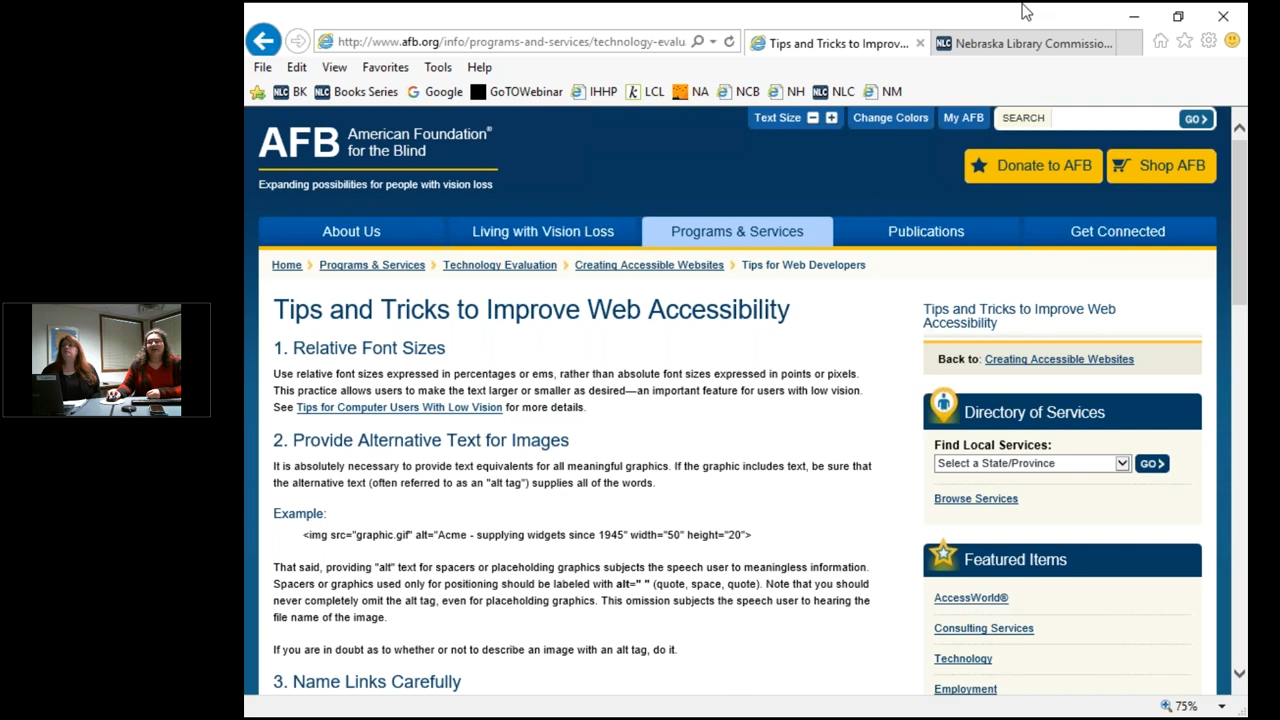 http://www.afb.org/info/programs-and-services/technology-evalu
Tips and Tricks to Improv...
NLC Nebraska Library Commissio...
File Edit View Favorites Tools Help
NLC BK NLC Books Series Google GoTOWebinar IHHP k LCL NA NCB NH NLC NLC NM
Text Size Change Colors My AFB SEARCH GO
AFB American Foundation®
for the Blind
Expanding possibilities for people with vision loss
Donate to AFB Shop AFB
About Us Living with Vision Loss Programs & Services Publications Get Connected
Home Programs & Services Technology Evaluation Creating Accessible Websites Tips for Web Developers
Tips and Tricks to Improve Web Accessibility
1. Relative Font Sizes
Use relative font sizes expressed in percentages or ems, rather than absolute font sizes expressed in points or pixels.
This practice allows users to make the text larger or smaller as desired—an important feature for users with low vision.
See Tips for Computer Users With Low Vision for more details.
2. Provide Alternative Text for Images
It is absolutely necessary to provide text equivalents for all meaningful graphics. If the graphic includes text, be sure that
the alternative text (often referred to as an "alt tag") supplies all of the words.
Example:
<img src="graphic.gif" alt="Acme - supplying widgets since 1945" width="50" height="20">
That said, providing "alt" text for spacers or placeholding graphics subjects the speech user to meaningless information.
Spacers or graphics used only for positioning should be labeled with alt=" " (quote, space, quote). Note that you should
never completely omit the alt tag, even for placeholding graphics. This omission subjects the speech user to hearing the
file name of the image.
If you are in doubt as to whether or not to describe an image with an alt tag, do it.
3. Name Links Carefully
Tips and Tricks to Improve Web
Accessibility
Back to: Creating Accessible Websites
Directory of Services
Find Local Services:
Select a State/Province GO
Browse Services
Featured Items
AccessWorld®
Consulting Services
Technology
Employment
75%